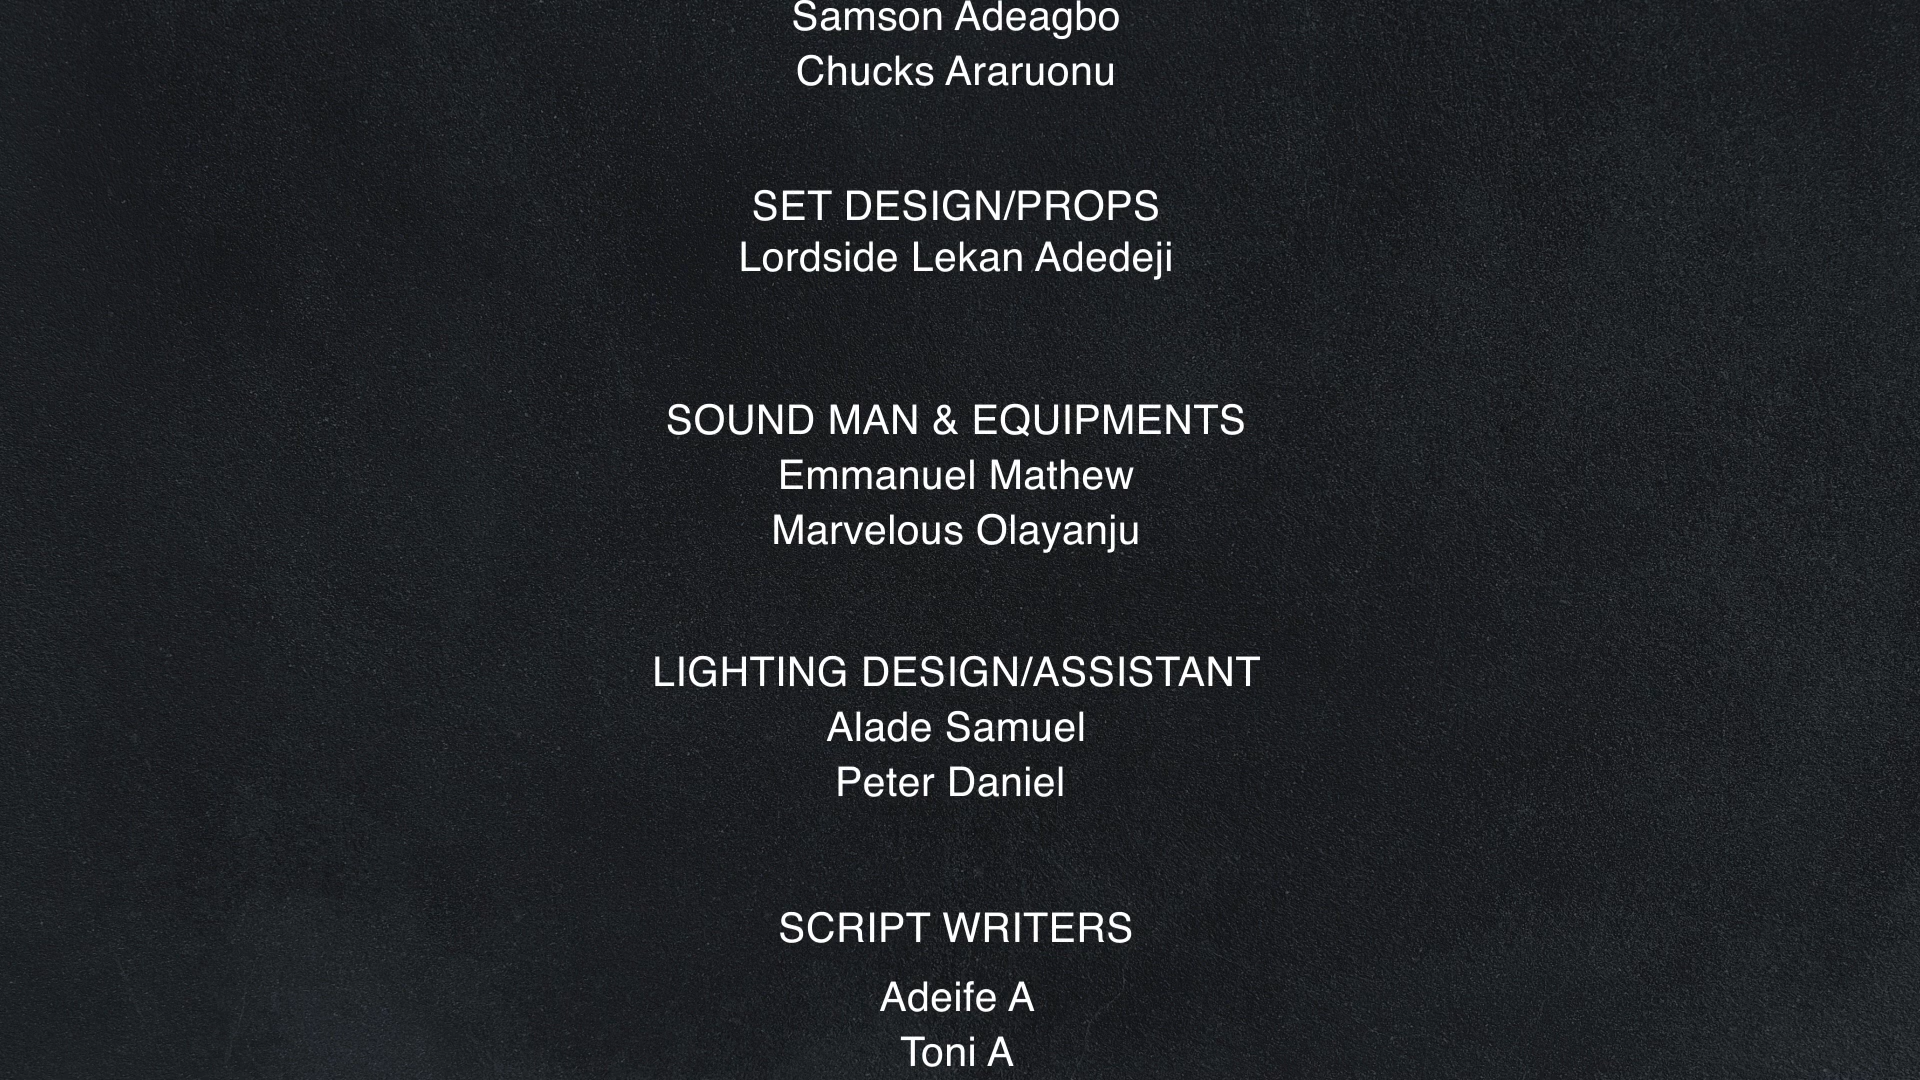 Samson Adeagbo
Chucks Araruonu
SET DESIGN/PROPS
Lordside Lekan Adedeji
SOUND MAN & EQUIPMENTS
Emmanuel Mathew
Marvelous Olayanju
LIGHTING DESIGN/ASSISTANT
Alade Samuel
Peter Daniel
SCRIPT WRITERS
Adeife A
Toni A